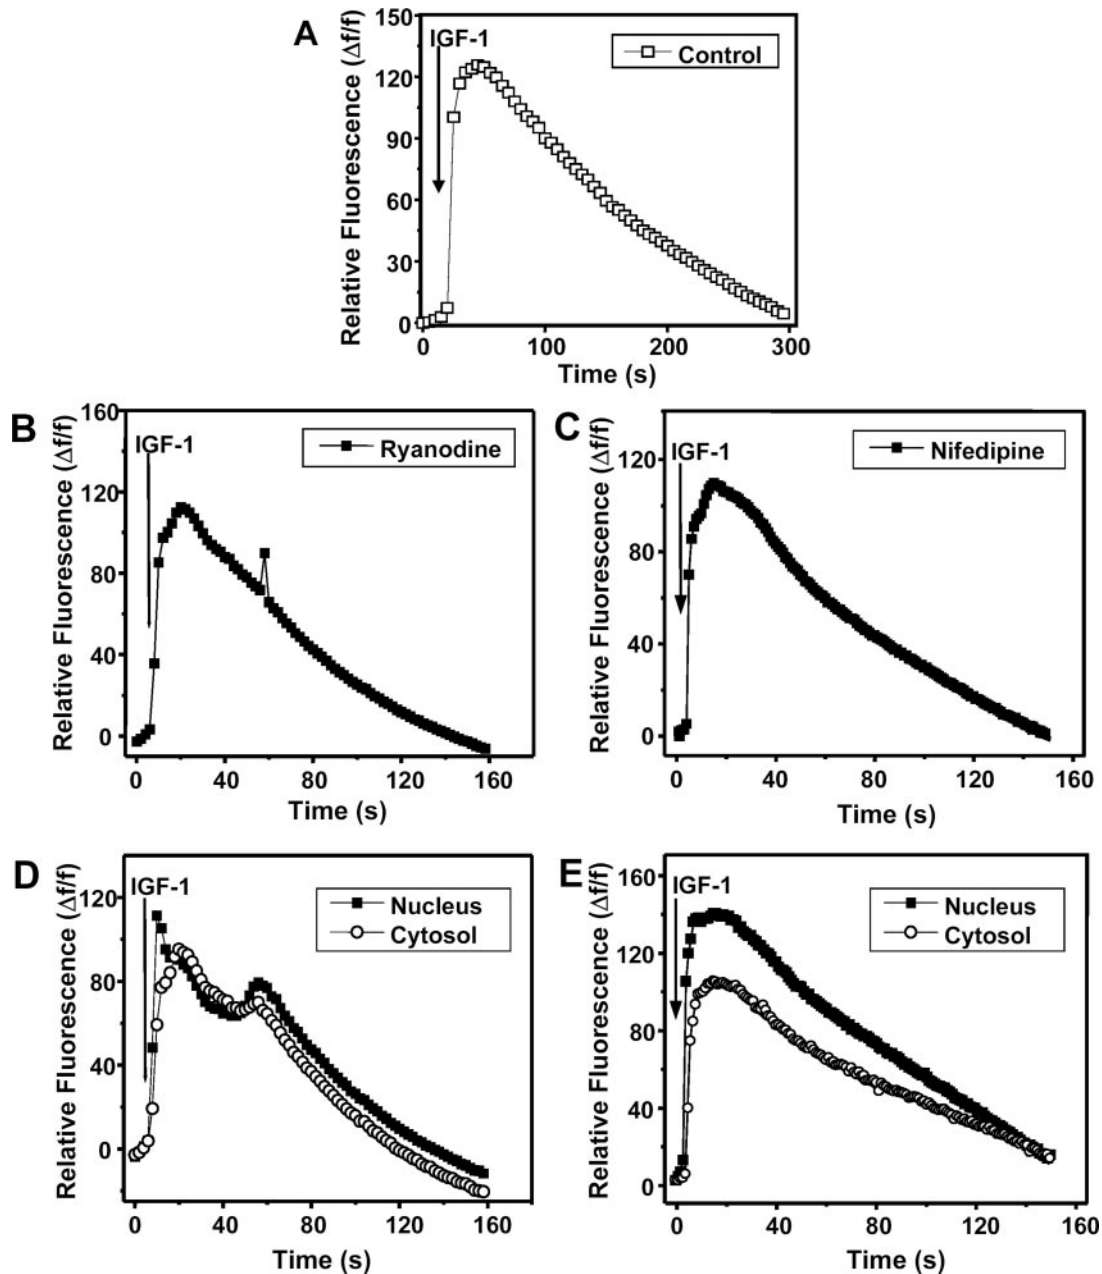 A
Relative Fluorescence (Δf/f)
150
120
90
60
30
0
IGF-1
Control
0 100 200 300
Time (s)
B
Relative Fluorescence (Δf/f)
160
120
80
40
0
IGF-1
Ryanodine
0 40 80 120 160
Time (s)
C
Relative Fluorescence (Δf/f)
120
80
40
0
IGF-1
Nifedipine
0 40 80 120 160
Time (s)
D
Relative Fluorescence (Δf/f)
120
80
40
0
IGF-1
Nucleus
Cytosol
0 40 80 120 160
Time (s)
E
Relative Fluorescence (Δf/f)
160
120
80
40
0
IGF-1
Nucleus
Cytosol
0 40 80 120 160
Time (s)